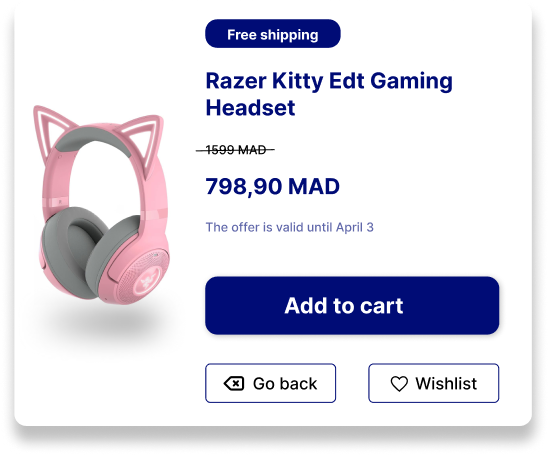 Free shipping
Razer Kitty Edt Gaming
Headset
1599 MAD
798,90 MAD
The offer is valid until April 3
Add to cart
Go back
Wishlist